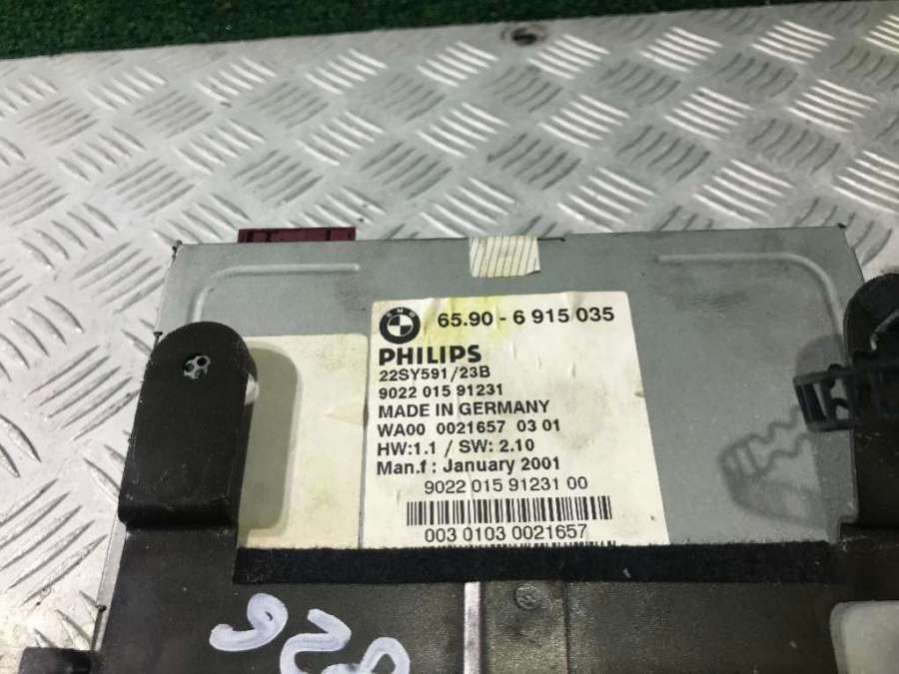 BMW
65.90 - 6 915 035
PHILIPS
22SY591/23B
9022 015 91231
MADE IN GERMANY
WA00 0021657 03 01
HW:1.1 / SW: 2.10
Man.f : January 2001
9022 015 91231 00
003 0103 0021657